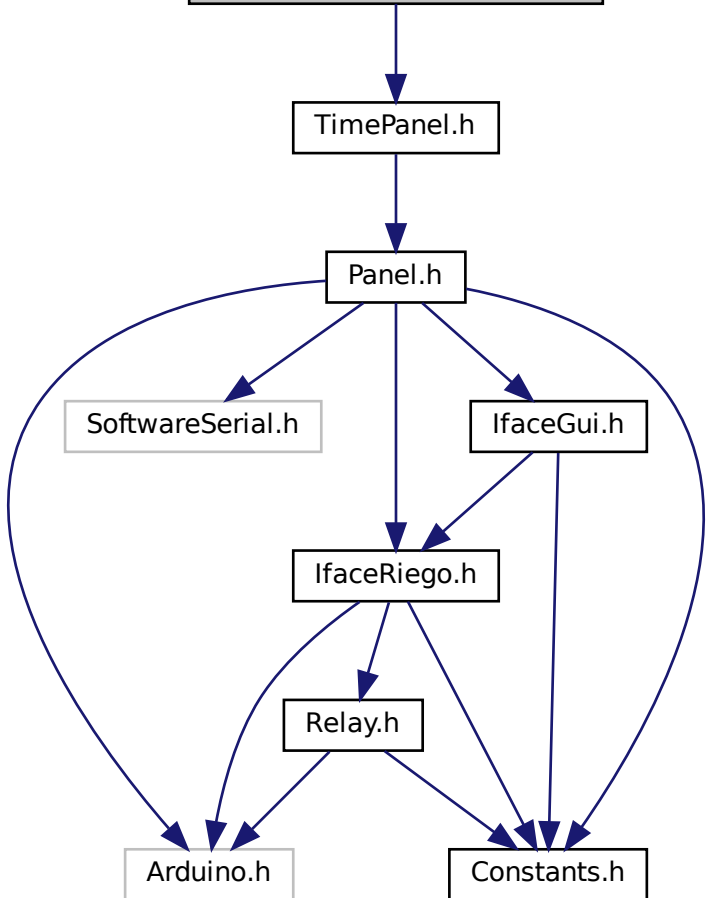 TimePanel.h
Panel.h
SoftwareSerial.h
IfaceGui.h
IfaceRiego.h
Relay.h
Arduino.h
Constants.h